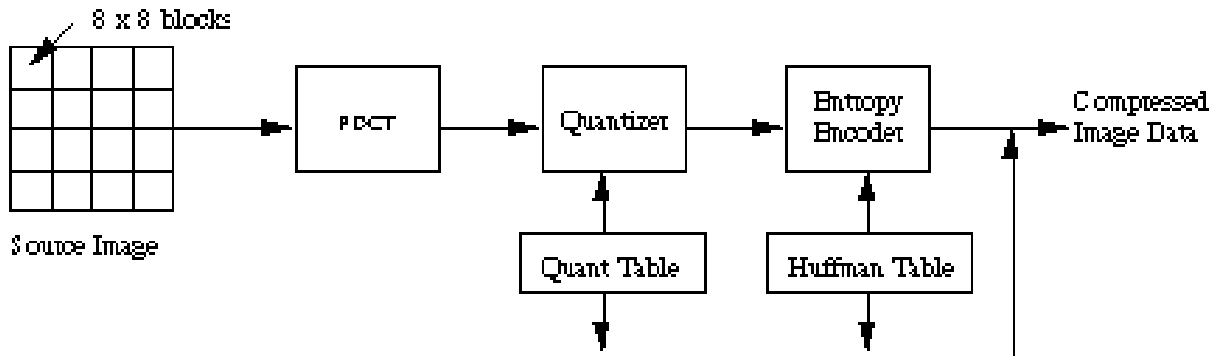 8 x 8 blocks
FDCT
Quantizer
Entropy
Encoder
Compressed
Image Data
Source Image
Quant Table
Huffman Table